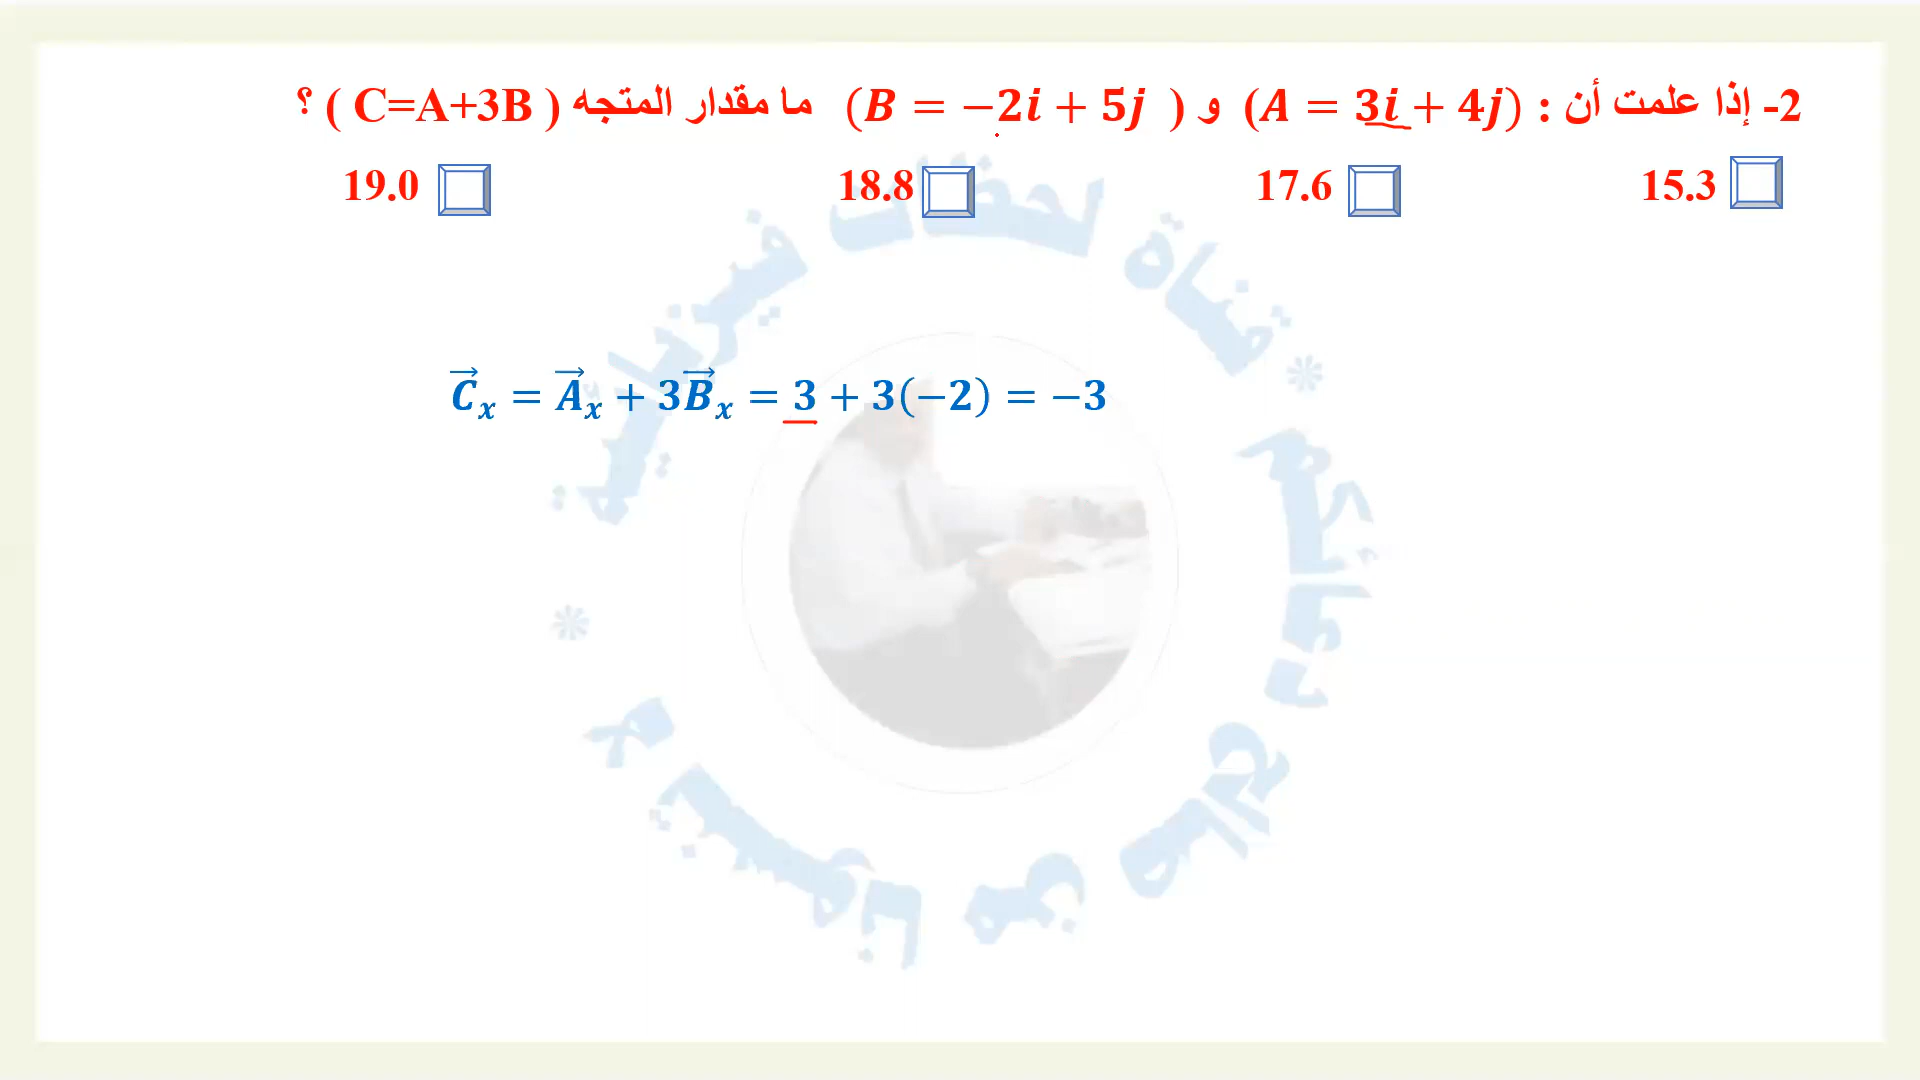 2- إذا علمت أن : (A = 3i + 4j) و (B = −2i + 5j) ما مقدار المتجه ( C=A+3B ) ؟
15.3 17.6 18.8 19.0
C⃗ₓ = A⃗ₓ + 3B⃗ₓ = 3 + 3(−2) = −3